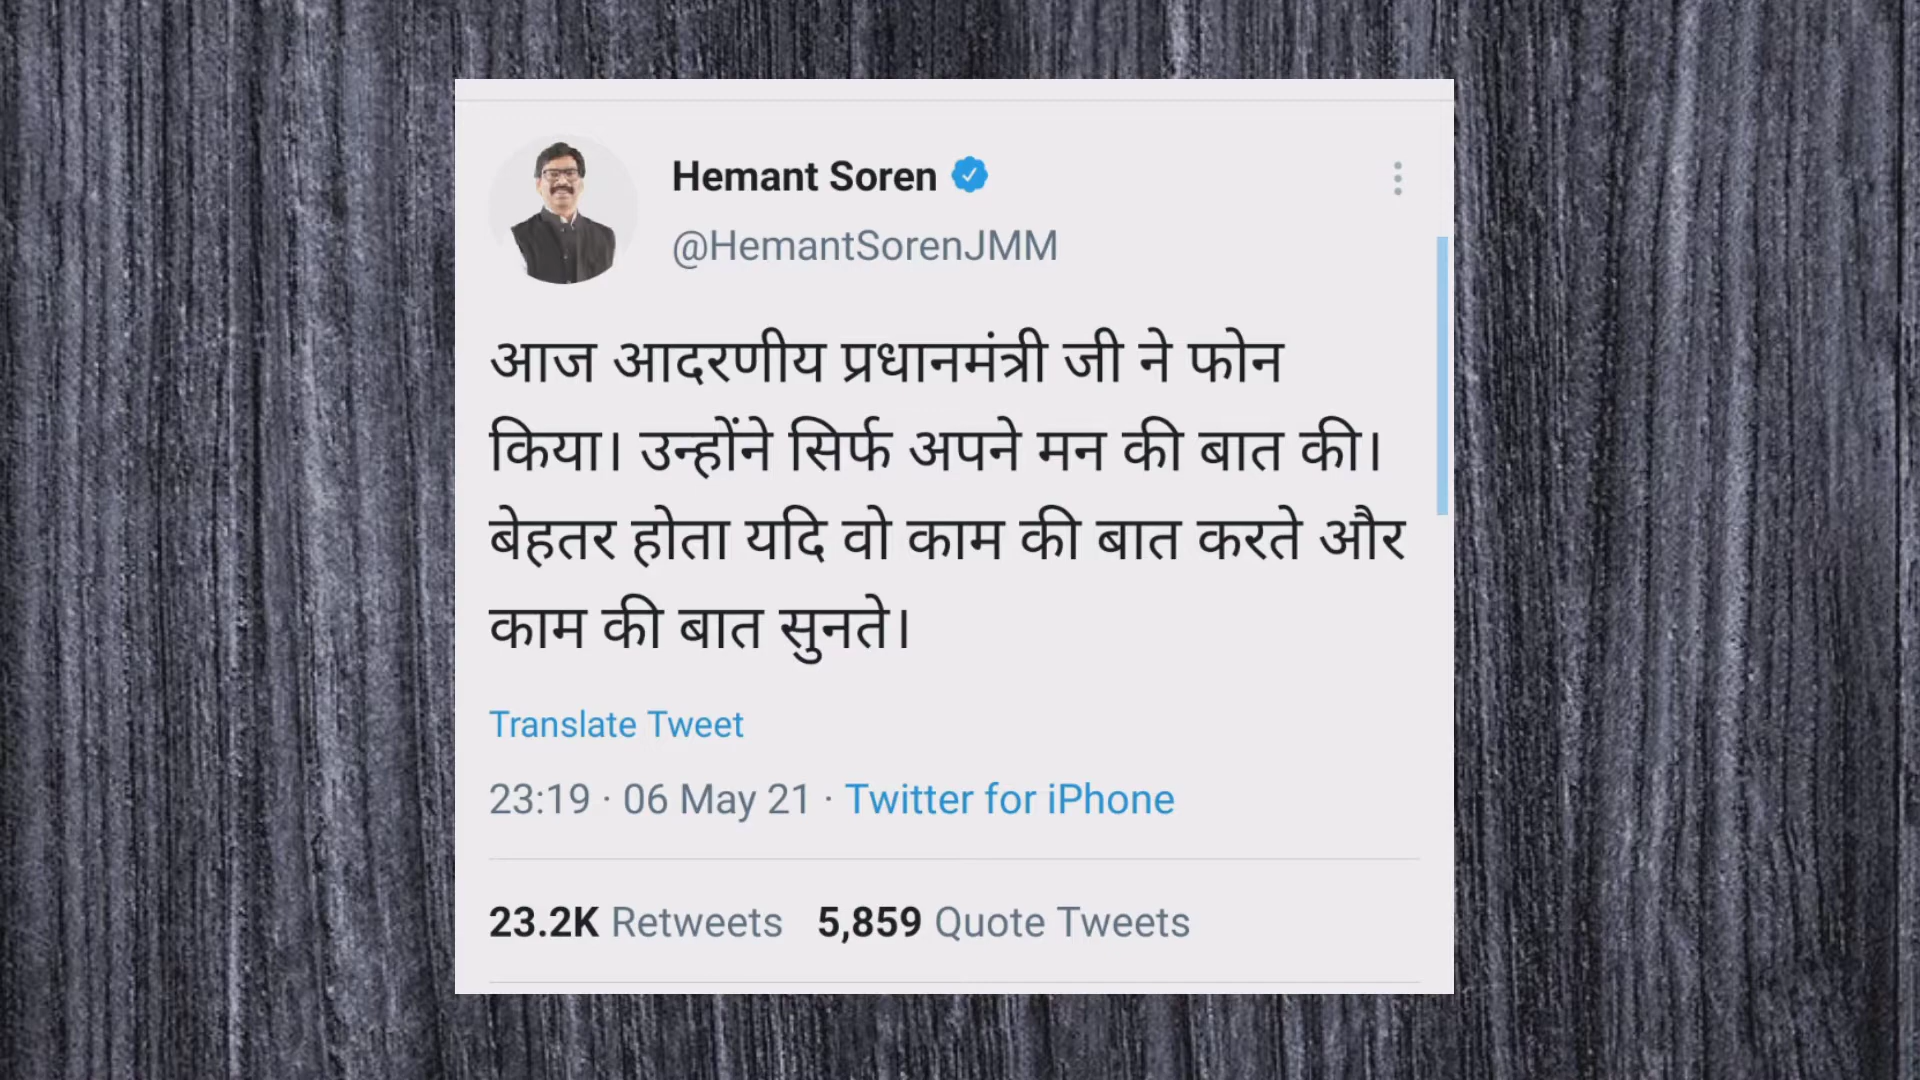 Hemant Soren
@HemantSorenJMM
आज आदरणीय प्रधानमंत्री जी ने फोन
किया। उन्होंने सिर्फ अपने मन की बात की।
बेहतर होता यदि वो काम की बात करते और
काम की बात सुनते।
Translate Tweet
23:19 · 06 May 21 · Twitter for iPhone
23.2K Retweets 5,859 Quote Tweets